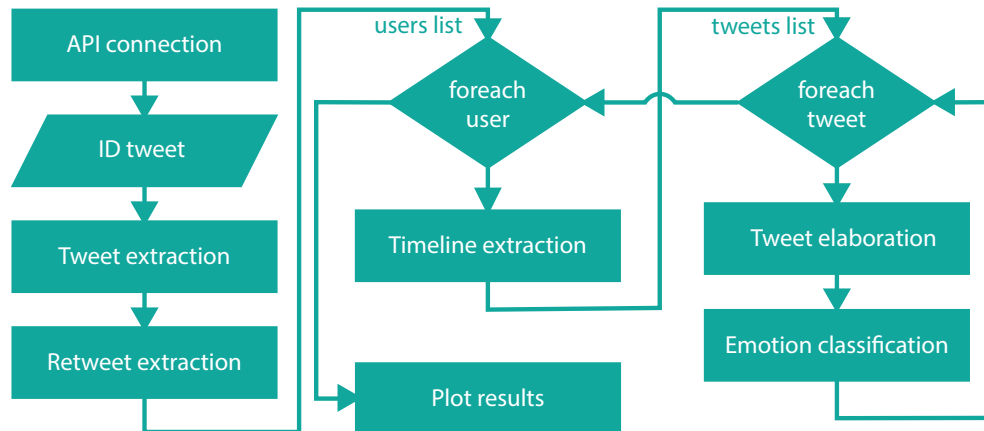 API connection
ID tweet
Tweet extraction
Retweet extraction
users list
foreach
user
Timeline extraction
Plot results
tweets list
foreach
tweet
Tweet elaboration
Emotion classification